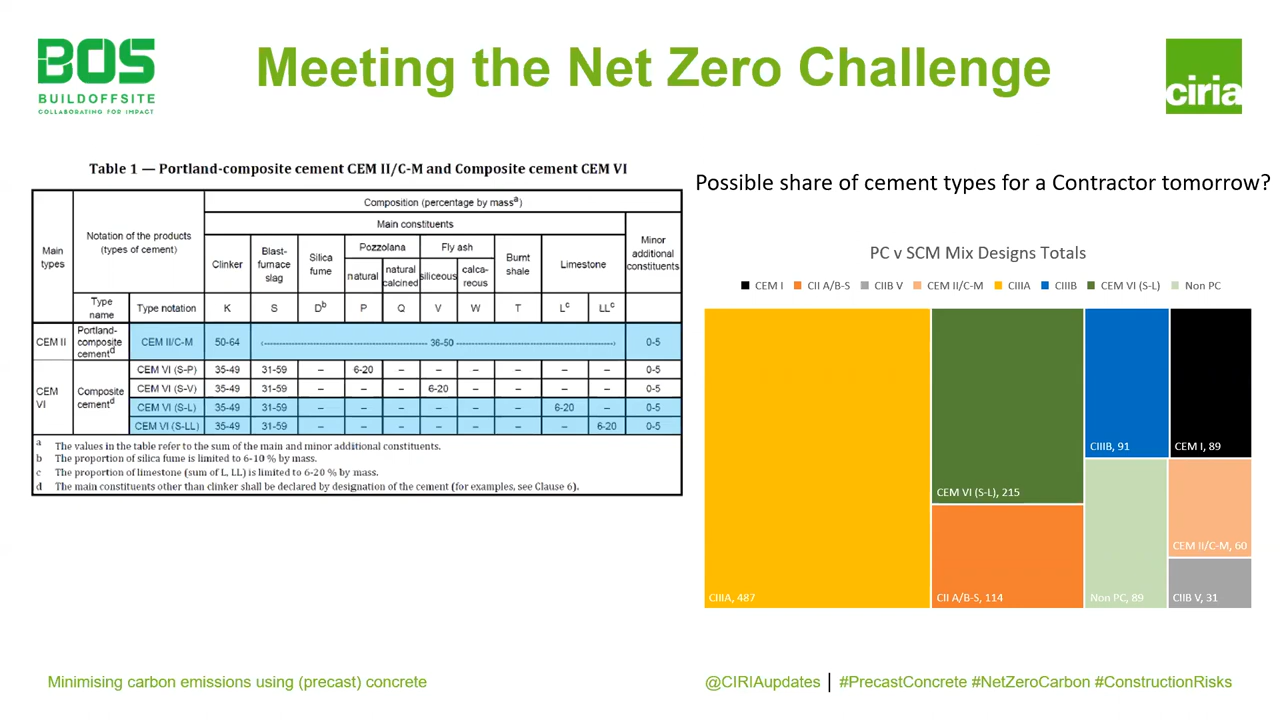 BOS
BUILDOFFSITE
COLLABORATING FOR IMPACT
Meeting the Net Zero Challenge
ciria
Table 1 — Portland-composite cement CEM II/C-M and Composite cement CEM VI
Main types
Notation of the products (types of cement)
Composition (percentage by massᵃ)
Main constituents
Minor additional constituents
Clinker
Blast-furnace slag
Silica fume
Pozzolana
Fly ash
Burnt shale
Limestone
natural
natural calcined
siliceous
calca-reous
Type name
Type notation
K S Dᵇ P Q V W T Lᶜ LLᶜ
CEM II Portland-composite cementᵈ CEM II/C-M 50-64 36-50 0-5
CEM VI Composite cementᵈ
CEM VI (S-P) 35-49 31-59 – 6-20 – – – – – – 0-5
CEM VI (S-V) 35-49 31-59 – – – 6-20 – – – – 0-5
CEM VI (S-L) 35-49 31-59 – – – – – – 6-20 – 0-5
CEM VI (S-LL) 35-49 31-59 – – – – – – – 6-20 0-5
a The values in the table refer to the sum of the main and minor additional constituents.
b The proportion of silica fume is limited to 6-10 % by mass.
c The proportion of limestone (sum of L, LL) is limited to 6-20 % by mass.
d The main constituents other than clinker shall be declared by designation of the cement (for examples, see Clause 6).
Possible share of cement types for a Contractor tomorrow?
PC v SCM Mix Designs Totals
CEM I CII A/B-S CIIB V CEM II/C-M CIIIA CIIIB CEM VI (S-L) Non PC
CIIIA, 487
CEM VI (S-L), 215
CII A/B-S, 114
CIIIB, 91
CEM I, 89
Non PC, 89
CEM II/C-M, 60
CIIB V, 31
Minimising carbon emissions using (precast) concrete
@CIRIAupdates | #PrecastConcrete #NetZeroCarbon #ConstructionRisks